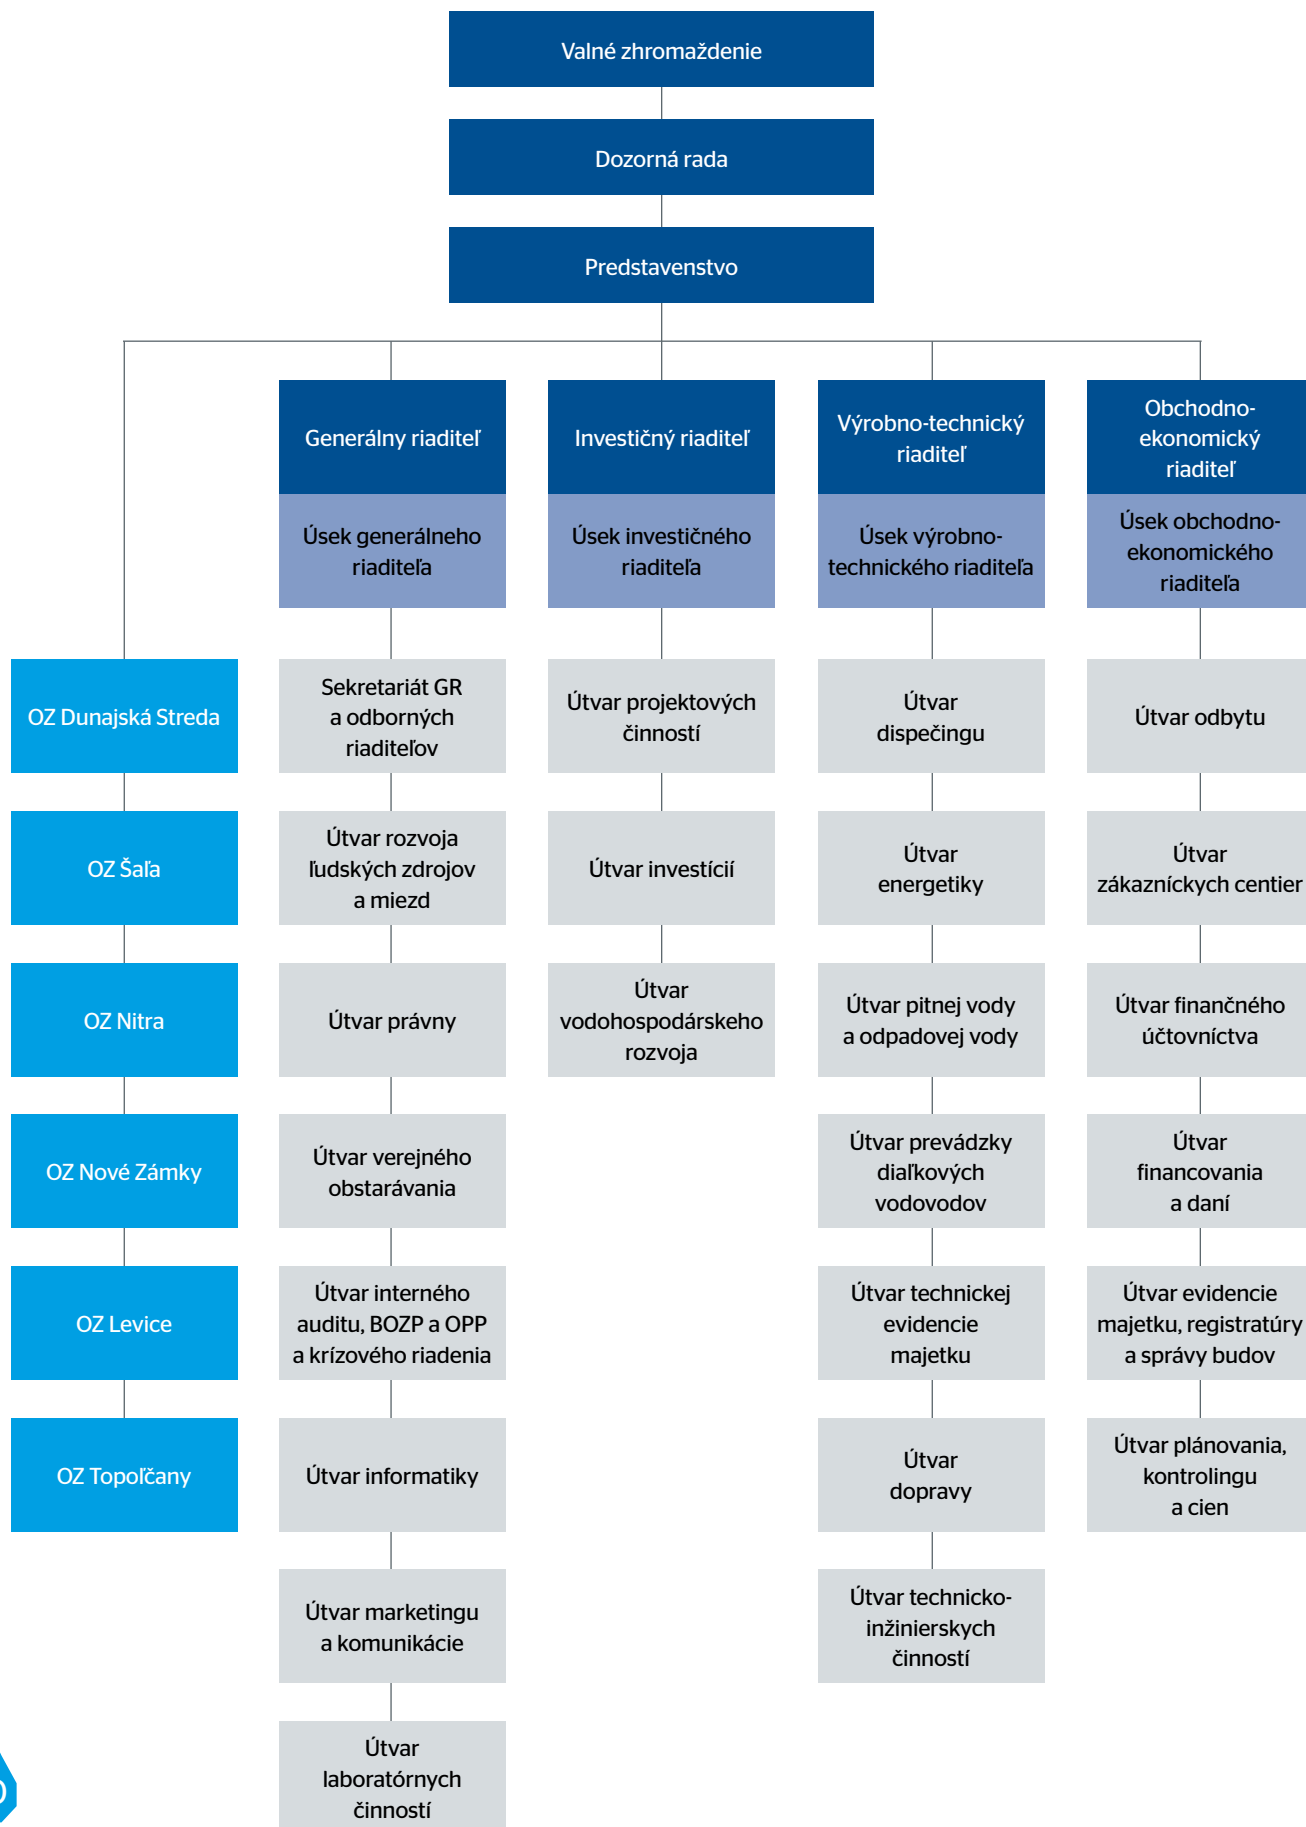 Valné zhromaždenie
Dozorná rada
Predstavenstvo
Generálny riaditeľ
Investičný riaditeľ
Výrobno-technický
riaditeľ
Obchodno-
ekonomický
riaditeľ
Úsek generálneho
riaditeľa
Úsek investičného
riaditeľa
Úsek výrobno-
technického riaditeľa
Úsek obchodno-
ekonomického
riaditeľa
OZ Dunajská Streda
OZ Šaľa
OZ Nitra
OZ Nové Zámky
OZ Levice
OZ Topoľčany
Sekretariát GR
a odborných
riaditeľov
Útvar rozvoja
ľudských zdrojov
a miezd
Útvar právny
Útvar verejného
obstarávania
Útvar interného
auditu, BOZP a OPP
a krízového riadenia
Útvar informatiky
Útvar marketingu
a komunikácie
Útvar
laboratórnych
činností
Útvar projektových
činností
Útvar investícií
Útvar
vodohospodárskeho
rozvoja
Útvar
dispečingu
Útvar
energetiky
Útvar pitnej vody
a odpadovej vody
Útvar prevádzky
diaľkových
vodovodov
Útvar technickej
evidencie
majetku
Útvar
dopravy
Útvar technicko-
inžinierskych
činností
Útvar odbytu
Útvar
zákazníckych centier
Útvar finančného
účtovníctva
Útvar
financovania
a daní
Útvar evidencie
majetku, registratúry
a správy budov
Útvar plánovania,
kontrolingu
a cien